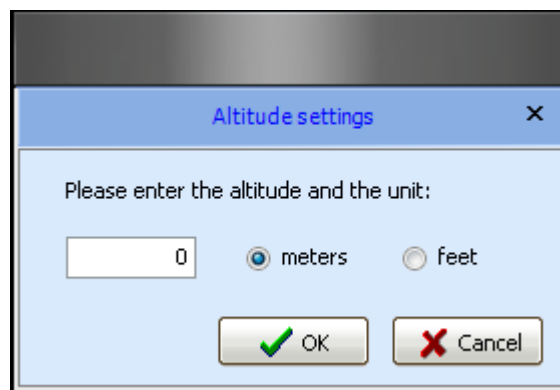 Altitude settings
Please enter the altitude and the unit:
0 meters feet
OK Cancel